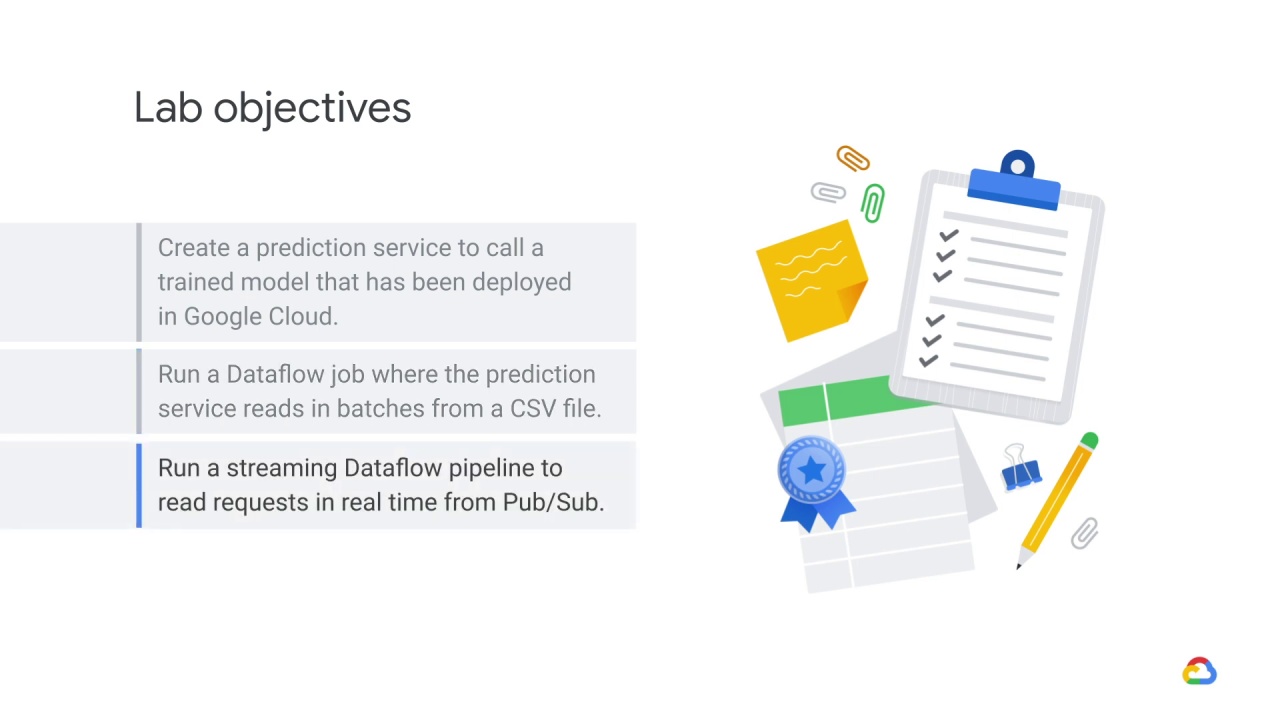 Lab objectives
Create a prediction service to call a
trained model that has been deployed
in Google Cloud.
Run a Dataflow job where the prediction
service reads in batches from a CSV file.
Run a streaming Dataflow pipeline to
read requests in real time from Pub/Sub.